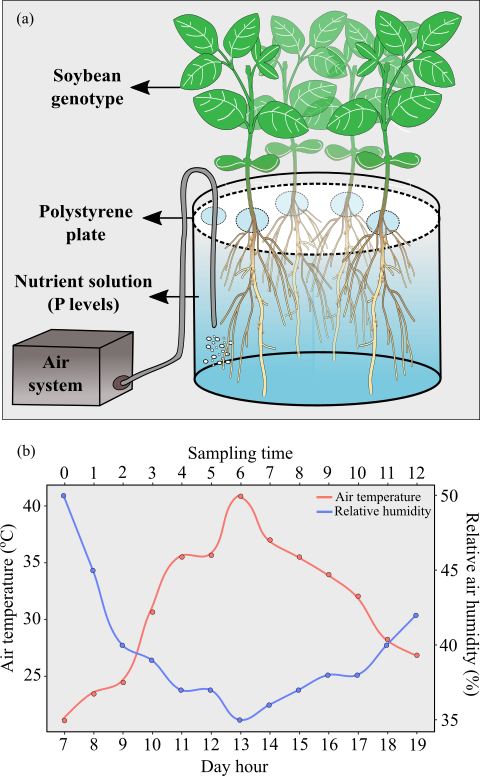 (a)
Soybean
genotype
Polystyrene
plate
Nutrient solution
(P levels)
Air
system
(b)
Sampling time
0 1 2 3 4 5 6 7 8 9 10 11 12
Air temperature
Relative humidity
40
35
30
25
Air temperature (ºC)
50
45
40
35
Relative air humidity (%)
7 8 9 10 11 12 13 14 15 16 17 18 19
Day hour